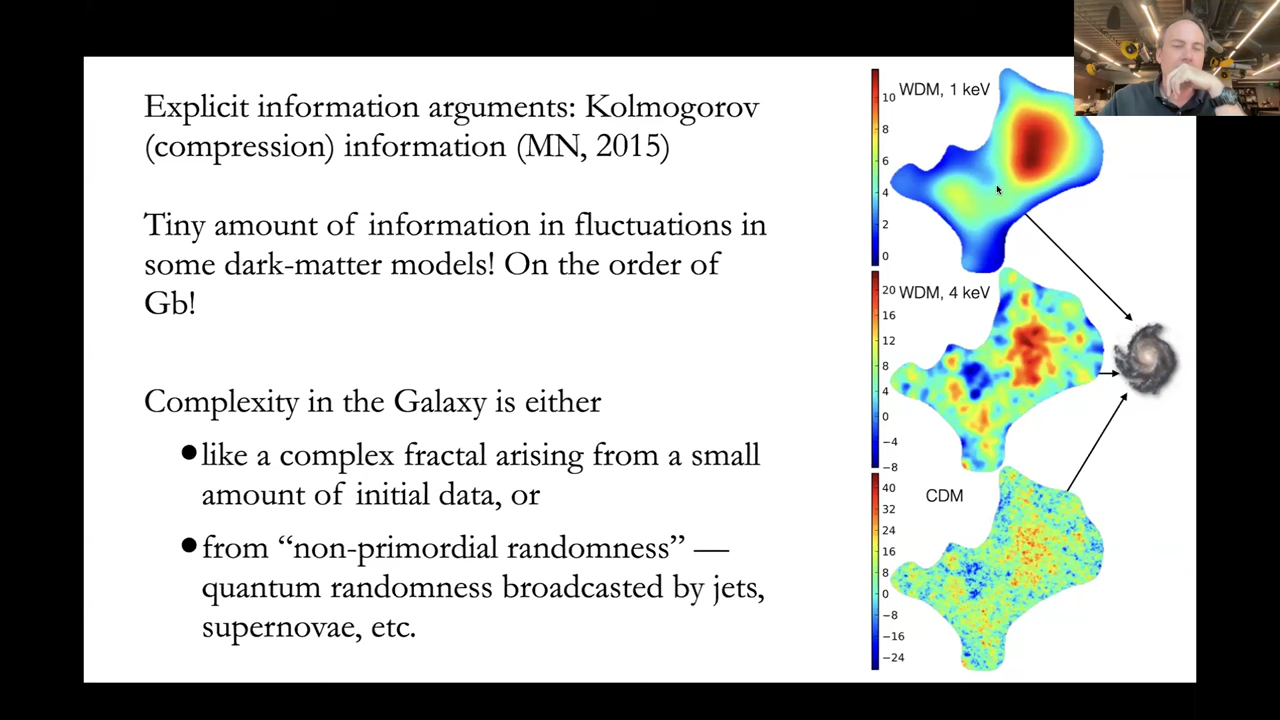 Explicit information arguments: Kolmogorov
(compression) information (MN, 2015)
Tiny amount of information in fluctuations in
some dark-matter models! On the order of
Gb!
Complexity in the Galaxy is either
●like a complex fractal arising from a small
amount of initial data, or
●from “non-primordial randomness” —
quantum randomness broadcasted by jets,
supernovae, etc.
WDM, 1 keV
10
8
6
4
2
0
WDM, 4 keV
20
16
12
8
4
0
−4
−8
CDM
40
32
24
16
8
0
−8
−16
−24